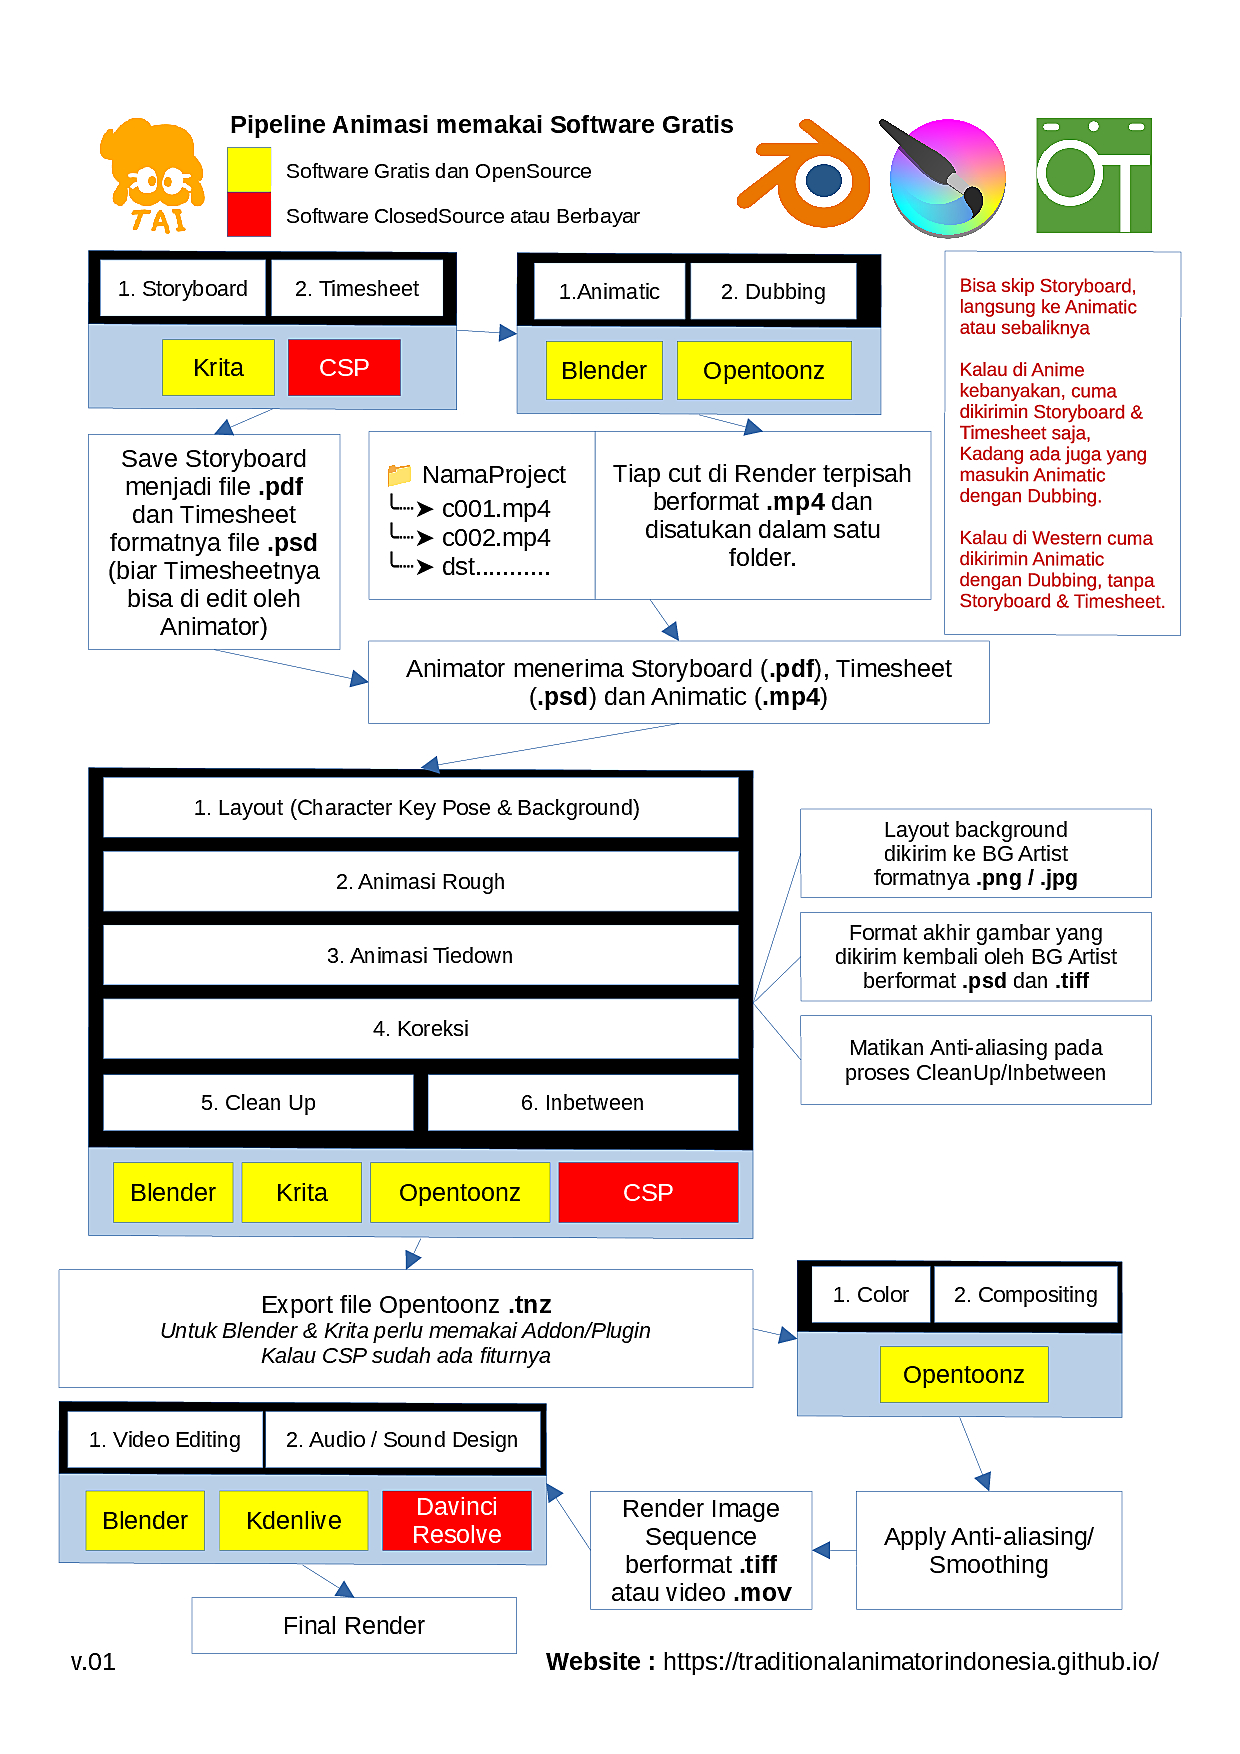 Pipeline Animasi memakai Software Gratis
Software Gratis dan OpenSource
Software ClosedSource atau Berbayar
TAI
1. Storyboard
2. Timesheet
Krita
CSP
1.Animatic
2. Dubbing
Blender
Opentoonz
Bisa skip Storyboard,
langsung ke Animatic
atau sebaliknya
Kalau di Anime
kebanyakan, cuma
dikirimin Storyboard &
Timesheet saja,
Kadang ada juga yang
masukin Animatic
dengan Dubbing.
Kalau di Western cuma
dikirimin Animatic
dengan Dubbing, tanpa
Storyboard & Timesheet.
Save Storyboard
menjadi file .pdf
dan Timesheet
formatnya file .psd
(biar Timesheetnya
bisa di edit oleh
Animator)
NamaProject
c001.mp4
c002.mp4
dst...........
Tiap cut di Render terpisah
berformat .mp4 dan
disatukan dalam satu
folder.
Animator menerima Storyboard (.pdf), Timesheet
(.psd) dan Animatic (.mp4)
1. Layout (Character Key Pose & Background)
2. Animasi Rough
3. Animasi Tiedown
4. Koreksi
5. Clean Up
6. Inbetween
Blender
Krita
Opentoonz
CSP
Layout background
dikirim ke BG Artist
formatnya .png / .jpg
Format akhir gambar yang
dikirim kembali oleh BG Artist
berformat .psd dan .tiff
Matikan Anti-aliasing pada
proses CleanUp/Inbetween
Export file Opentoonz .tnz
Untuk Blender & Krita perlu memakai Addon/Plugin
Kalau CSP sudah ada fiturnya
1. Color
2. Compositing
Opentoonz
Apply Anti-aliasing/
Smoothing
Render Image
Sequence
berformat .tiff
atau video .mov
1. Video Editing
2. Audio / Sound Design
Blender
Kdenlive
Davinci
Resolve
Final Render
v.01
Website : https://traditionalanimatorindonesia.github.io/